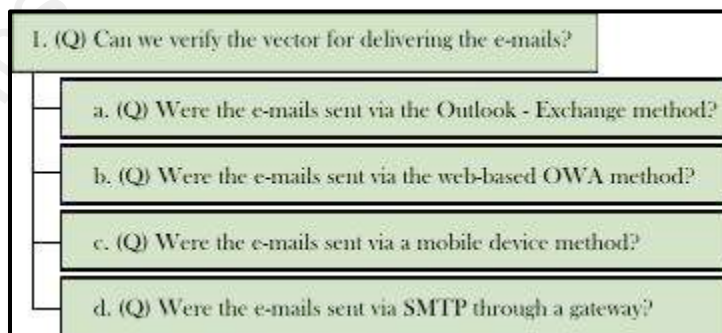 1. (Q) Can we verify the vector for delivering the e-mails?
a. (Q) Were the e-mails sent via the Outlook - Exchange method?
b. (Q) Were the e-mails sent via the web-based OWA method?
c. (Q) Were the e-mails sent via a mobile device method?
d. (Q) Were the e-mails sent via SMTP through a gateway?